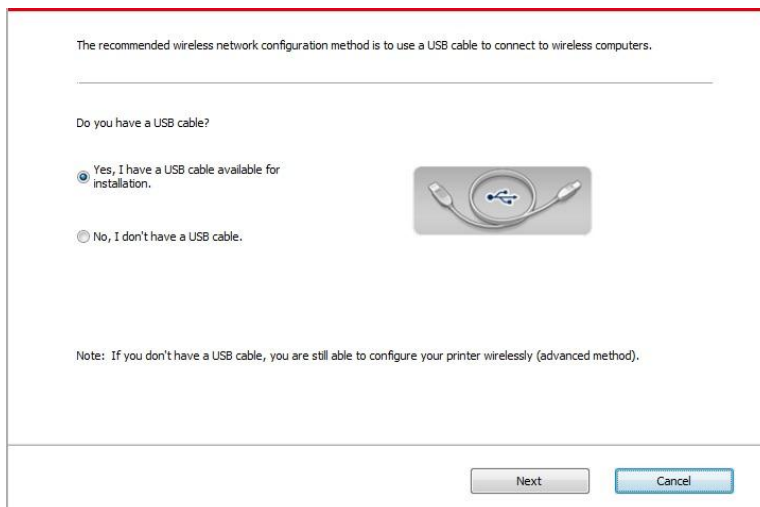 The recommended wireless network configuration method is to use a USB cable to connect to wireless computers.
Do you have a USB cable?
Yes, I have a USB cable available for
installation.
No, I don't have a USB cable.
Note: If you don't have a USB cable, you are still able to configure your printer wirelessly (advanced method).
Next
Cancel